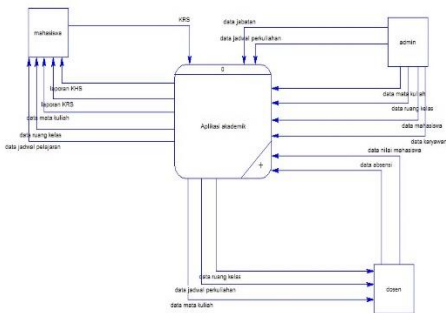 KRS
data jabatan
data jadwal perkuliahan
mahasiswa
admin
0
laporan KHS
laporan KRS
data mata kuliah
data ruang kelas
data jadwal pelajaran
Aplikasi akademik
+
data mata kuliah
data ruang kelas
data mahasiswa
data karyawan
data nilai mahasiswa
data absensi
data ruang kelas
data jadwal perkuliahan
data mata kuliah
dosen